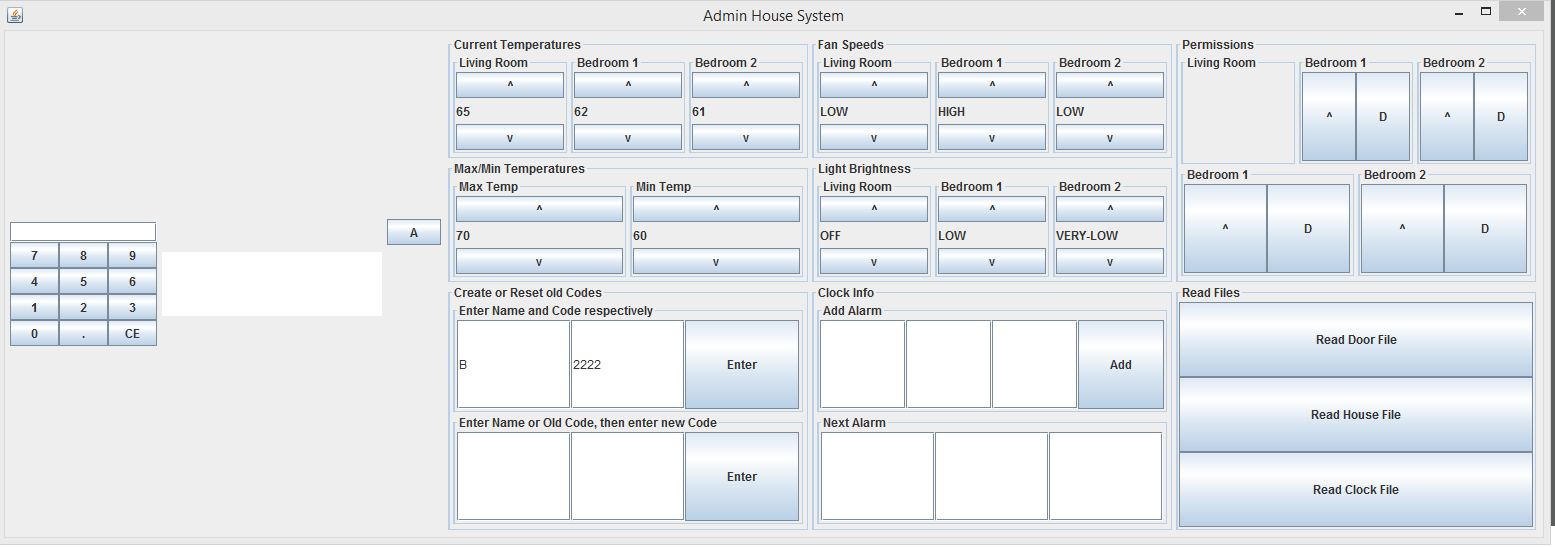 Admin House System
Current Temperatures
Living Room Bedroom 1 Bedroom 2
^ ^ ^
65 62 61
v v v
Max/Min Temperatures
Max Temp Min Temp
^ ^
70 60
v v
Create or Reset old Codes
Enter Name and Code respectively
B 2222 Enter
Enter Name or Old Code, then enter new Code
Enter
Fan Speeds
Living Room Bedroom 1 Bedroom 2
^ ^ ^
LOW HIGH LOW
v v v
Light Brightness
Living Room Bedroom 1 Bedroom 2
^ ^ ^
OFF LOW VERY-LOW
v v v
Clock Info
Add Alarm
Add
Next Alarm
Permissions
Living Room Bedroom 1 Bedroom 2
^ D ^ D
Bedroom 1 Bedroom 2
^ D ^ D
Read Files
Read Door File
Read House File
Read Clock File
A
7 8 9
4 5 6
1 2 3
0 . CE